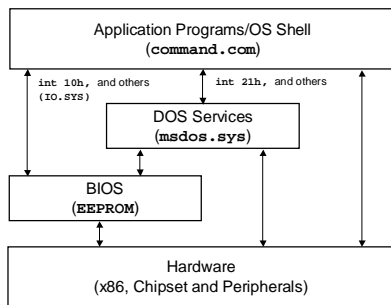 Application Programs/OS Shell
(command.com)
int 10h, and others
(IO.SYS)
int 21h, and others
DOS Services
(msdos.sys)
BIOS
(EEPROM)
Hardware
(x86, Chipset and Peripherals)